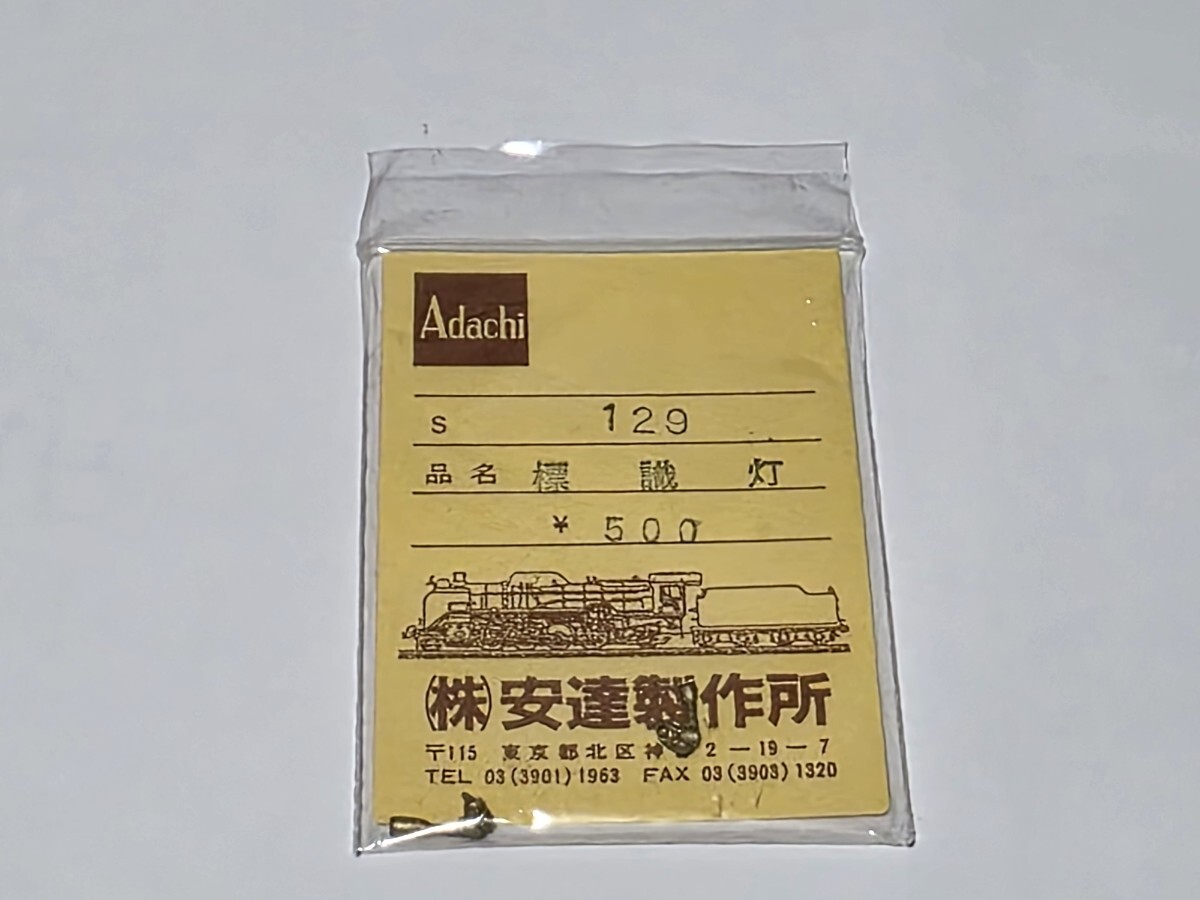 Adachi
S 129
品名 標識灯
¥ 500
(株)安達製作所
〒115 東京都北区神 2-19-7
TEL 03(3901)1963 FAX 03(3903)1320